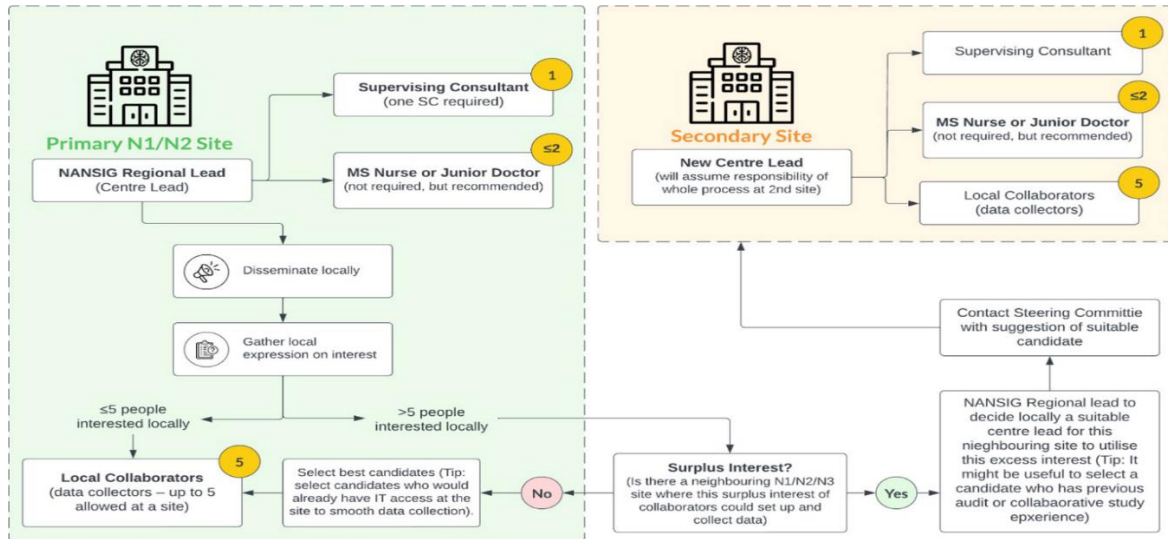 1
Supervising Consultant
(one SC required)
Primary N1/N2 Site
≤2
NANSIG Regional Lead
(Centre Lead)
MS Nurse or Junior Doctor
(not required, but recommended)
Disseminate locally
Gather local
expression on interest
≤5 people
interested locally
>5 people
interested locally
5
Local Collaborators
(data collectors – up to 5
allowed at a site)
Select best candidates (Tip:
select candidates who would
already have IT access at the
site to smooth data collection).
No
Surplus Interest?
(Is there a neighbouring N1/N2/N3
site where this surplus interest of
collaborators could set up and
collect data)
Yes
NANSIG Regional lead to
decide locally a suitable
centre lead for this
nieghbouring site to utilise
this excess interest (Tip: It
might be useful to select a
candidate who has previous
audit or collbaorative study
epxerience)
Contact Steering Committie
with suggestion of suitable
candidate
Secondary Site
New Centre Lead
(will assume responsibility of
whole process at 2nd site)
1
Supervising Consultant
≤2
MS Nurse or Junior Doctor
(not required, but recommended)
5
Local Collaborators
(data collectors)